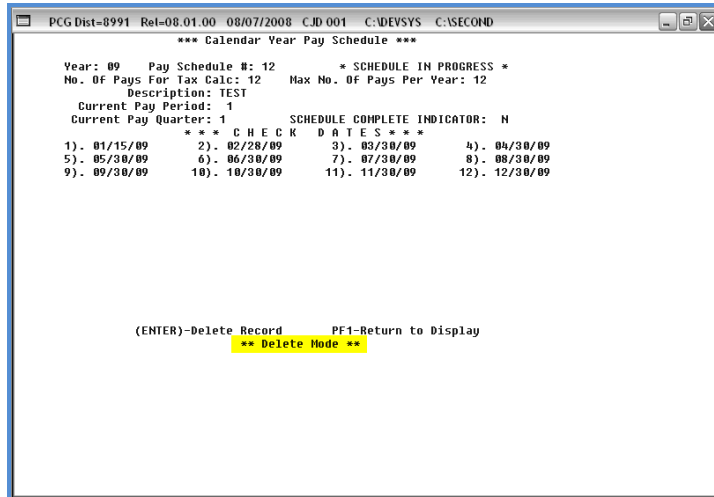 PCG Dist=8991 Rel=08.01.00 08/07/2008 CJD 001 C:\DEVSYS C:\SECOND
*** Calendar Year Pay Schedule ***
Year: 09 Pay Schedule #: 12 * SCHEDULE IN PROGRESS *
No. Of Pays For Tax Calc: 12 Max No. Of Pays Per Year: 12
Description: TEST
Current Pay Period: 1
Current Pay Quarter: 1 SCHEDULE COMPLETE INDICATOR: N
* * * C H E C K D A T E S * * *
1). 01/15/09 2). 02/28/09 3). 03/30/09 4). 04/30/09
5). 05/30/09 6). 06/30/09 7). 07/30/09 8). 08/30/09
9). 09/30/09 10). 10/30/09 11). 11/30/09 12). 12/30/09
(ENTER)-Delete Record PF1-Return to Display
** Delete Mode **